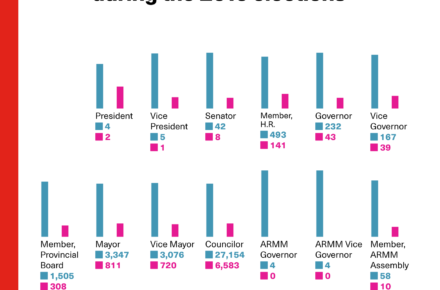 during the 2016 elections
President
4
2
Vice
President
5
1
Senator
42
8
Member,
H.R.
493
141
Governor
232
43
Vice
Governor
167
39
Member,
Provincial
Board
1,505
308
Mayor
3,347
811
Vice Mayor
3,076
720
Councilor
27,154
6,583
ARMM
Governor
4
0
ARMM Vice
Governor
4
0
Member,
ARMM
Assembly
58
10